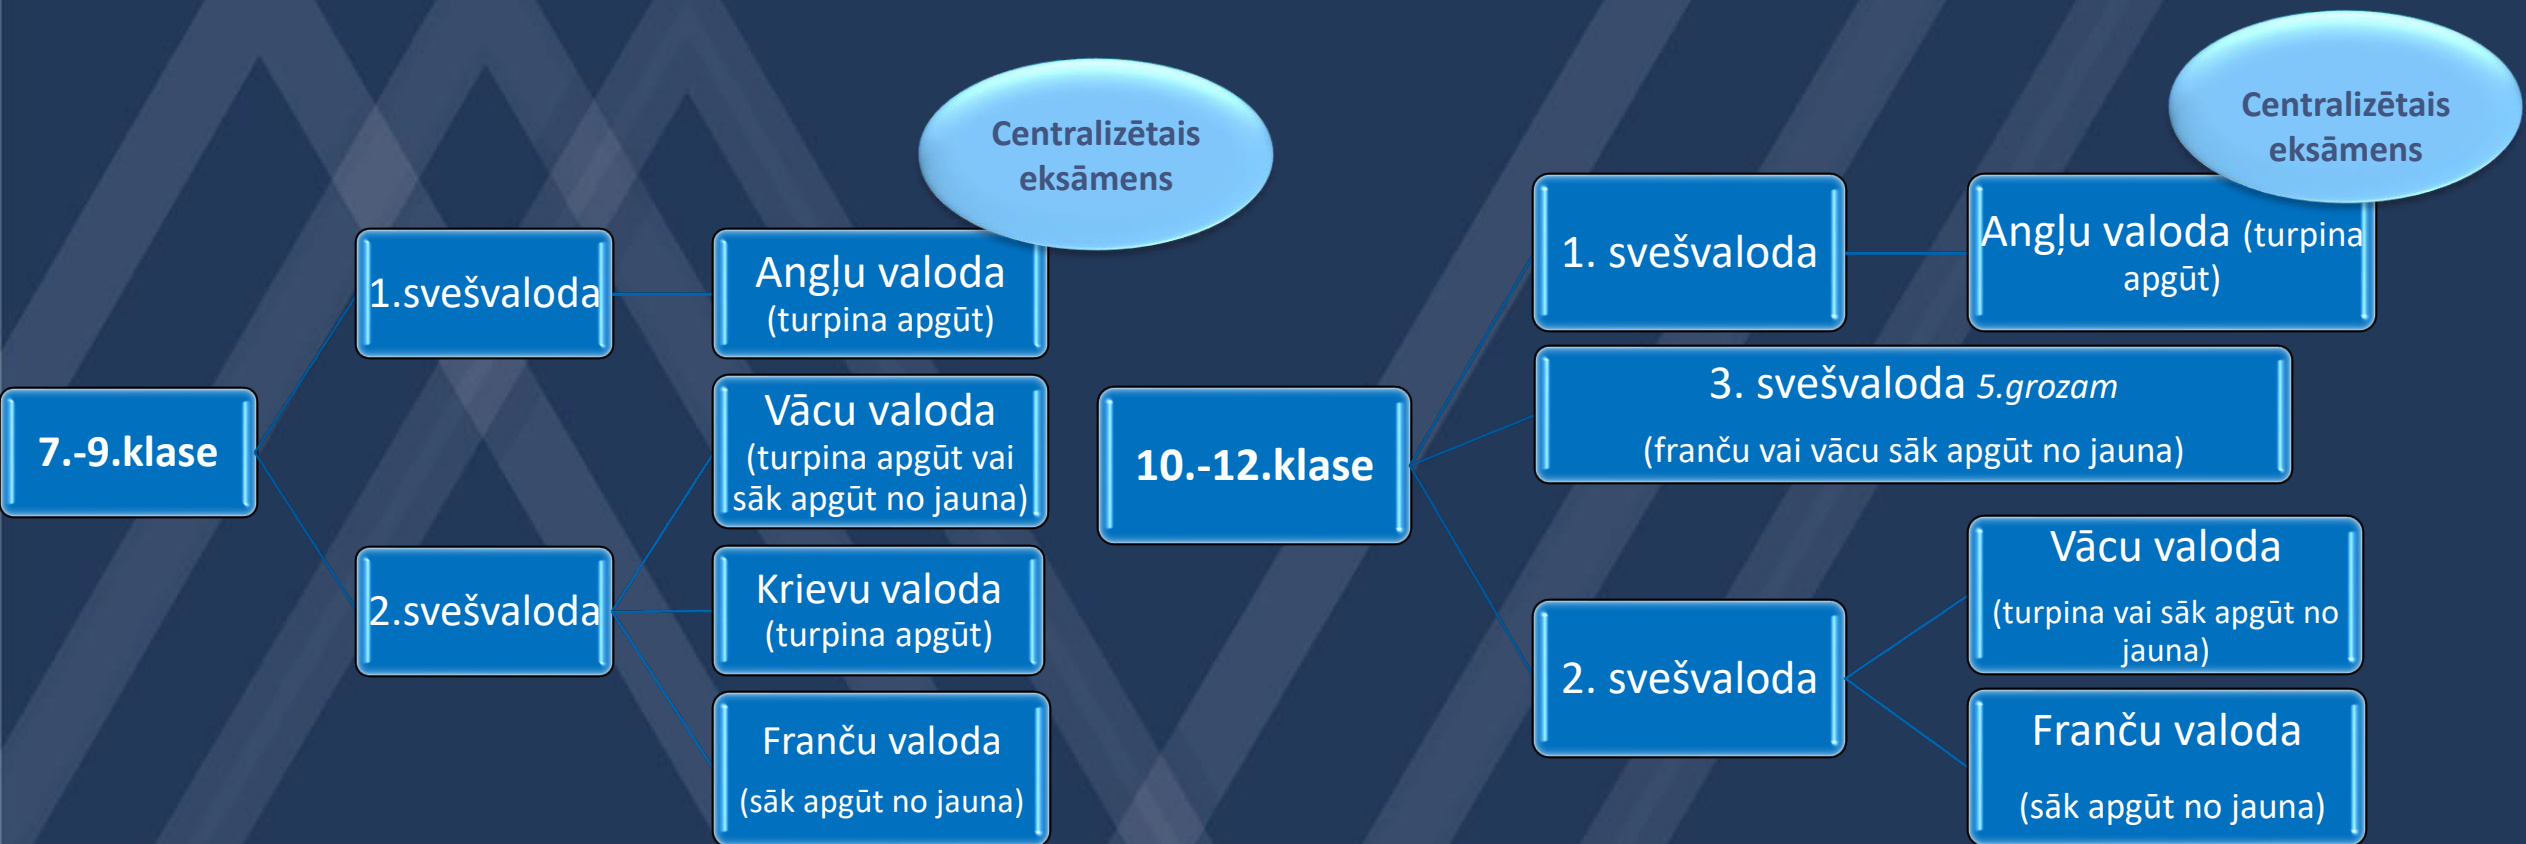 7.-9.klase
1.svešvaloda
Centralizētais
eksāmens
Angļu valoda
(turpina apgūt)
2.svešvaloda
Vācu valoda
(turpina apgūt vai
sāk apgūt no jauna)
Krievu valoda
(turpina apgūt)
Franču valoda
(sāk apgūt no jauna)
10.-12.klase
1. svešvaloda
Centralizētais
eksāmens
Angļu valoda (turpina
apgūt)
3. svešvaloda 5.grozam
(franču vai vācu sāk apgūt no jauna)
2. svešvaloda
Vācu valoda
(turpina vai sāk apgūt no
jauna)
Franču valoda
(sāk apgūt no jauna)